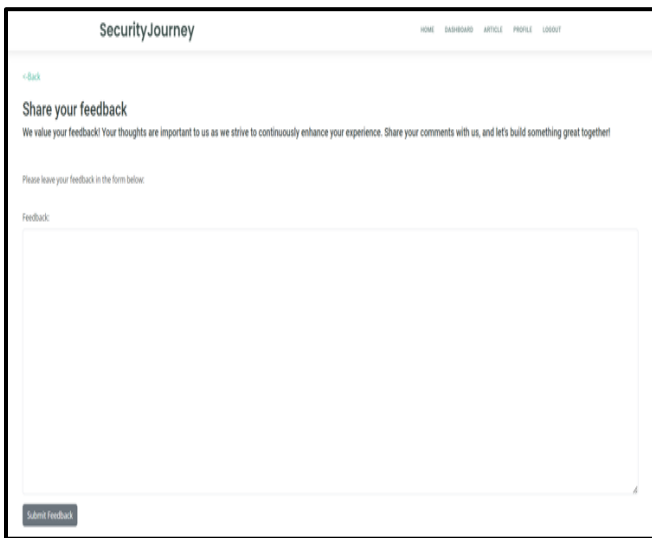 SecurityJourney
HOME DASHBOARD ARTICLE PROFILE LOGOUT
<-Back
Share your feedback
We value your feedback! Your thoughts are important to us as we strive to continuously enhance your experience. Share your comments with us, and let's build something great together!
Please leave your feedback in the form below:
Feedback:
Submit Feedback